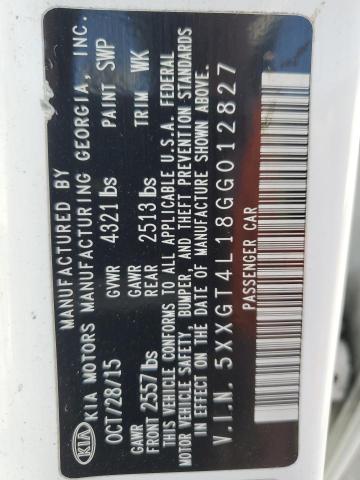 MANUFACTURED BY
KIA KIA MOTORS MANUFACTURING GEORGIA, INC.
OCT/28/15 GVWR 4321 lbs PAINT SWP
GAWR FRONT 2557 lbs GAWR REAR 2513 lbs TRIM WK
THIS VEHICLE CONFORMS TO ALL APPLICABLE U.S.A. FEDERAL
MOTOR VEHICLE SAFETY, BUMPER, AND THEFT PREVENTION STANDARDS
IN EFFECT ON THE DATE OF MANUFACTURE SHOWN ABOVE.
V.I.N. 5XXGT4L18GG012827
PASSENGER CAR